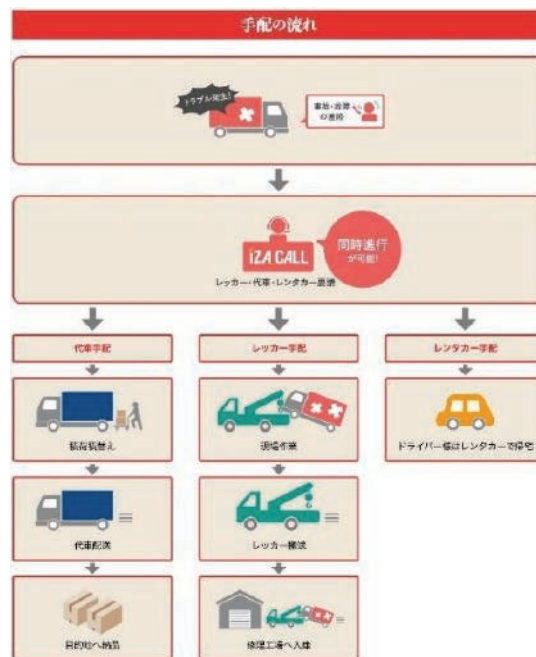 手配の流れ
トラブル発生!
事故・故障
の連絡
iZA CALL
同時進行
が可能!
レッカー・代車・レンタカー
代車手配
レッカー手配
レンタカー手配
積荷積替え
現場作業
ドライバー様はレンタカーで帰宅
代車配送
レッカー搬送
目的地へ納品
修理工場へ入庫